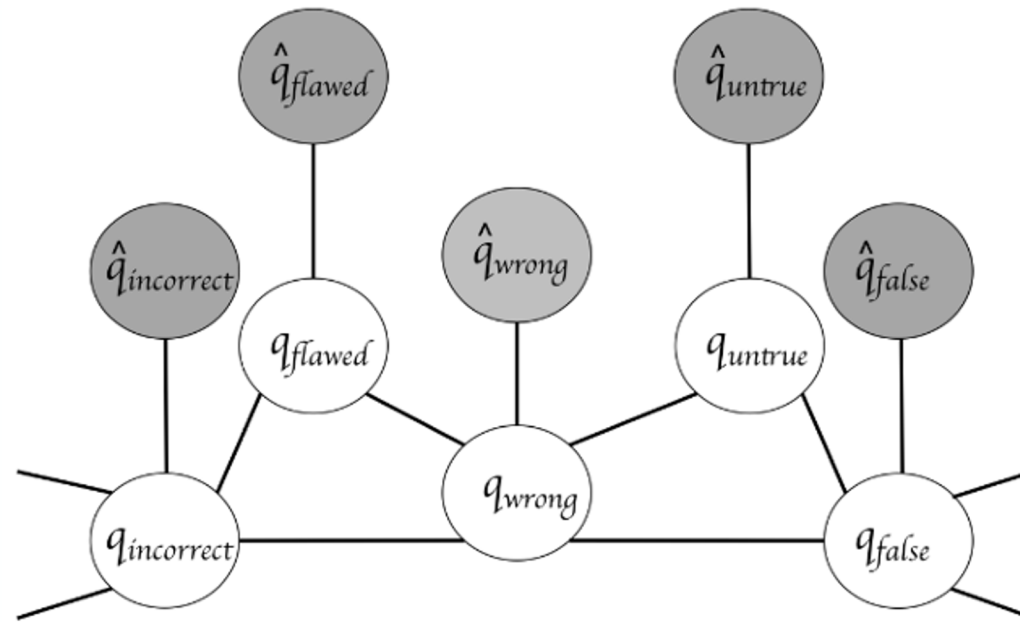 q̂flawed
q̂untrue
q̂incorrect
q̂wrong
q̂false
qflawed
quntrue
qwrong
qincorrect
qfalse